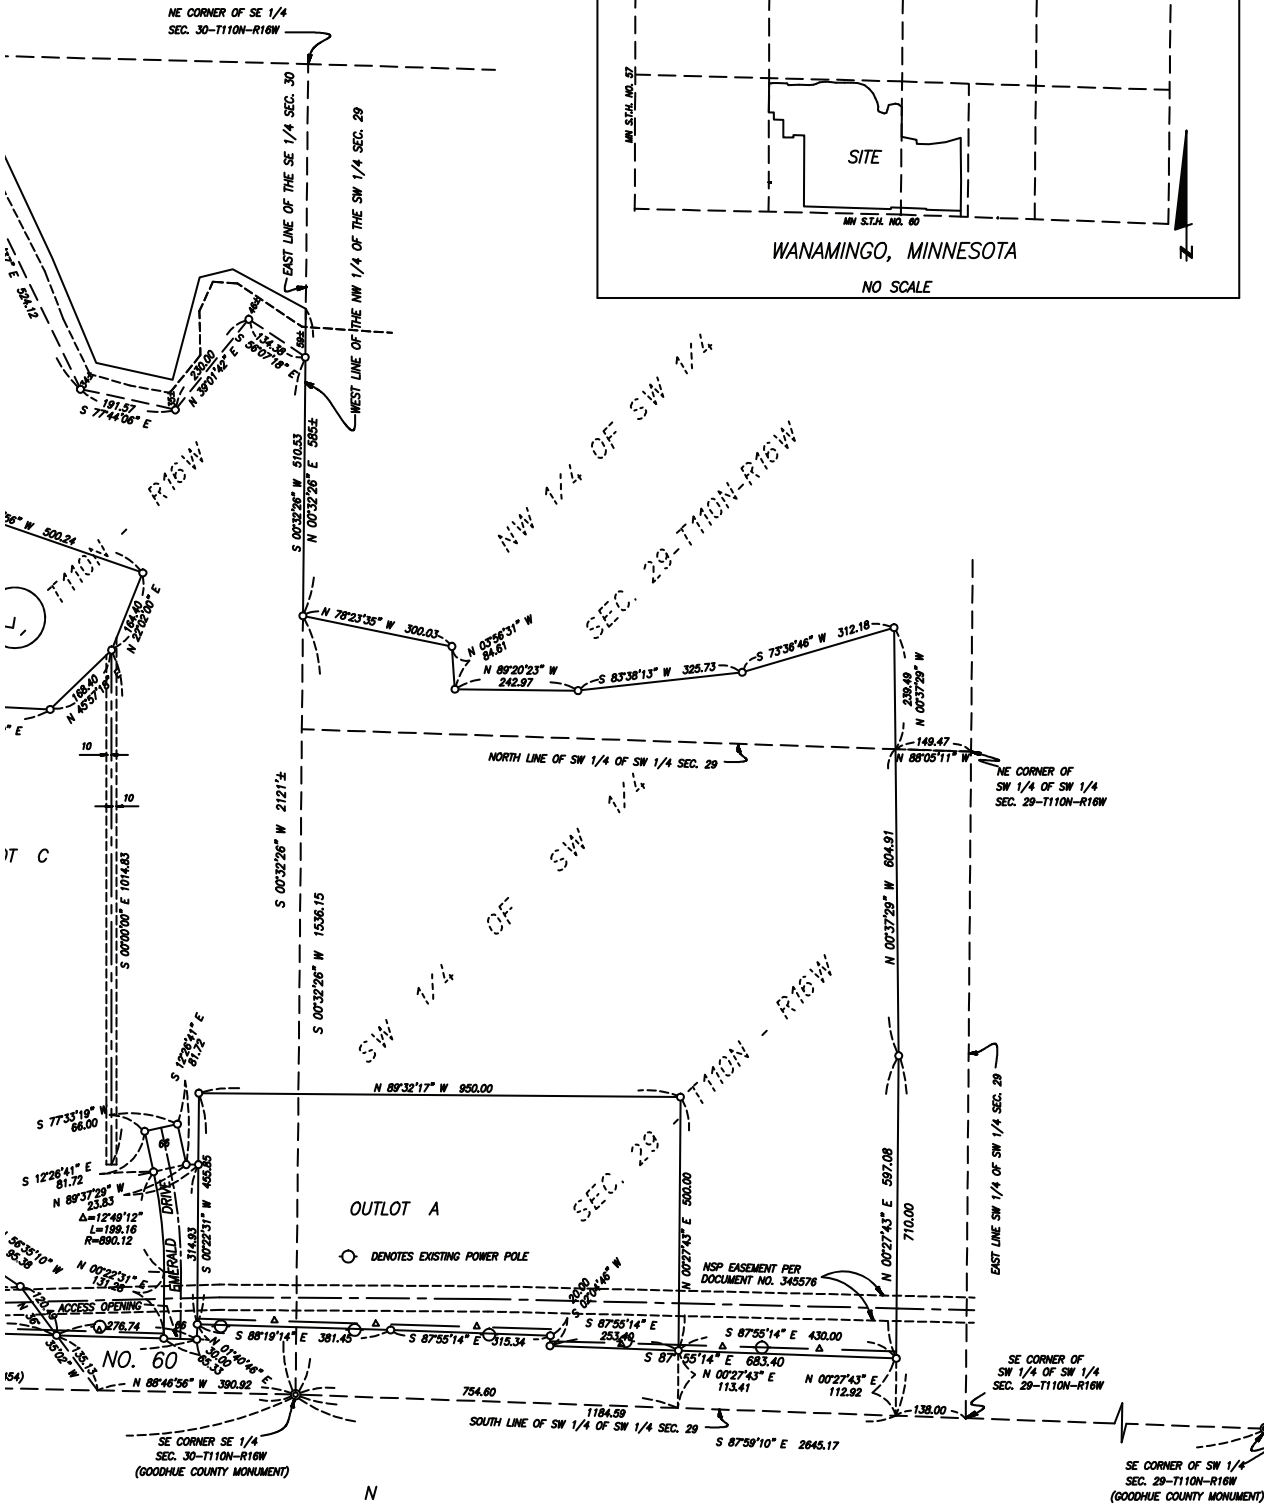 NE CORNER OF SE 1/4
SEC. 30-T110N-R16W
EAST LINE OF THE SE 1/4 SEC. 30
WEST LINE OF THE NW 1/4 OF THE SW 1/4 SEC. 29
MN S.T.H. NO. 57
SITE
MN S.T.H. NO. 60
WANAMINGO, MINNESOTA
NO SCALE
N
E 524.12
191.57
S 77°44'06" E
230.00
N 39°01'42" E
134.38
S 56°07'18" E
59±
S 00°32'26" W 510.53
N 00°32'26" E 585±
T110N - R16W
NW 1/4 OF SW 1/4
SEC. 29-T110N-R16W
56" W 500.24
164.40
N 22°02'00" E
168.40
N 45°57'18" E
" E
N 78°23'35" W 300.03
N 03°56'31" W
84.61
N 89°20'23" W
242.97
S 83°38'13" W 325.73
S 73°36'46" W 312.18
239.49
N 00°37'29" W
NORTH LINE OF SW 1/4 OF SW 1/4 SEC. 29
149.47
N 88°05'11" W
NE CORNER OF
SW 1/4 OF SW 1/4
SEC. 29-T110N-R16W
10
10
OT C
S 00°00'00" E 1014.83
S 00°32'26" W 2121'±
S 00°32'26" W 1536.15
SW 1/4 OF SW 1/4
SEC. 29 - T110N - R16W
N 00°37'29" W 604.91
N 00°27'43" E 597.08
710.00
EAST LINE SW 1/4 OF SW 1/4 SEC. 29
S 12°26'41" E
81.72
S 77°33'19" W
66.00
66
S 12°26'41" E
81.72
N 89°37'29" W
23.83
Δ=12°49'12"
L=199.16
R=890.12
EMERALD DRIVE
314.93
S 00°22'31" W 455.85
N 89°32'17" W 950.00
N 00°27'43" E 500.00
OUTLOT A
DENOTES EXISTING POWER POLE
NSP EASEMENT PER
DOCUMENT NO. 345576
56°35'10" W
95.38
N 00°22'31" E
131.26
ACCESS OPENING
276.74
66
120.49
135.13
N 36°35'02" W
NO. 60
N 01°40'46" E
30.00
65.33
S 88°19'14" E 381.45
S 87°55'14" E 315.34
20.00
S 02°04'46" W
S 87°55'14" E
253.40
S 87°55'14" E 430.00
S 87°55'14" E 683.40
N 00°27'43" E
113.41
N 00°27'43" E
112.92
N 88°46'56" W 390.92
754.60
1184.59
138.00
SOUTH LINE OF SW 1/4 OF SW 1/4 SEC. 29
S 87°59'10" E 2645.17
SE CORNER OF
SW 1/4 OF SW 1/4
SEC. 29-T110N-R16W
SE CORNER SE 1/4
SEC. 30-T110N-R16W
(GOODHUE COUNTY MONUMENT)
SE CORNER OF SW 1/4
SEC. 29-T110N-R16W
(GOODHUE COUNTY MONUMENT)
N